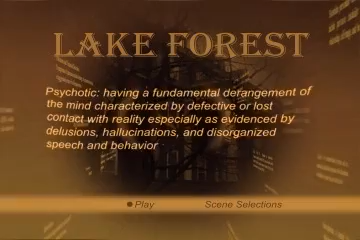 LAKE FOREST
Psychotic: having a fundamental derangement of
the mind characterized by defective or lost
contact with reality especially as evidenced by
delusions, hallucinations, and disorganized
speech and behavior
Play
Scene Selections